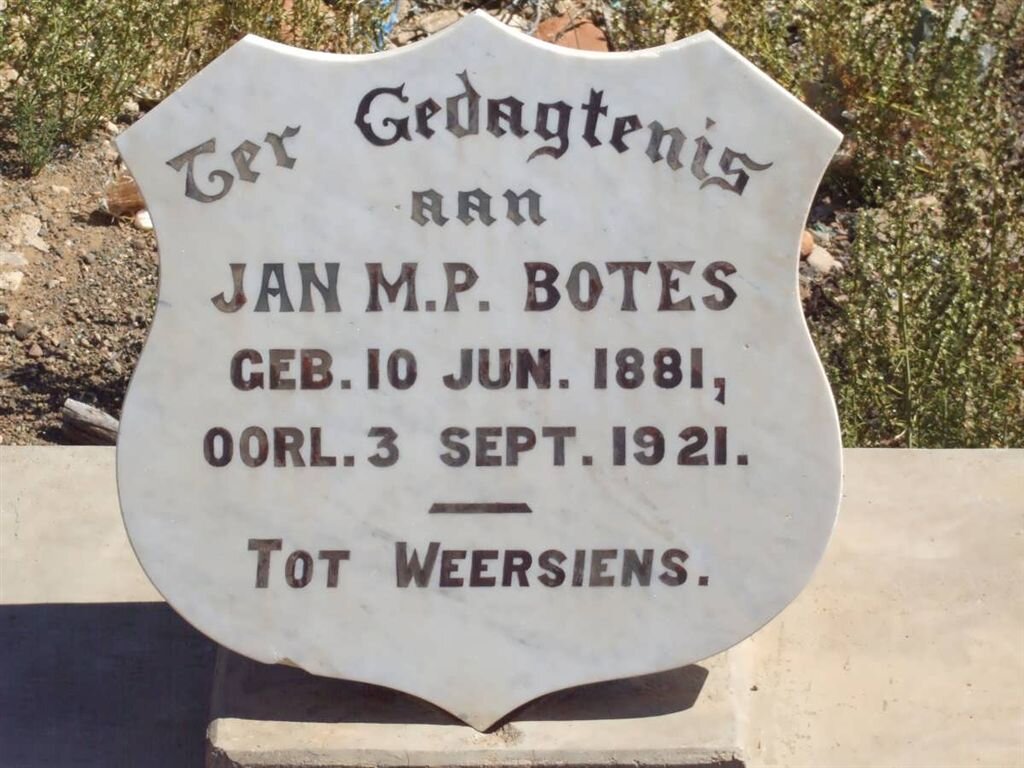 Ter Gedagtenis
aan
JAN M.P. BOTES
GEB. 10 JUN. 1881,
OORL. 3 SEPT. 1921.
TOT WEERSIENS.